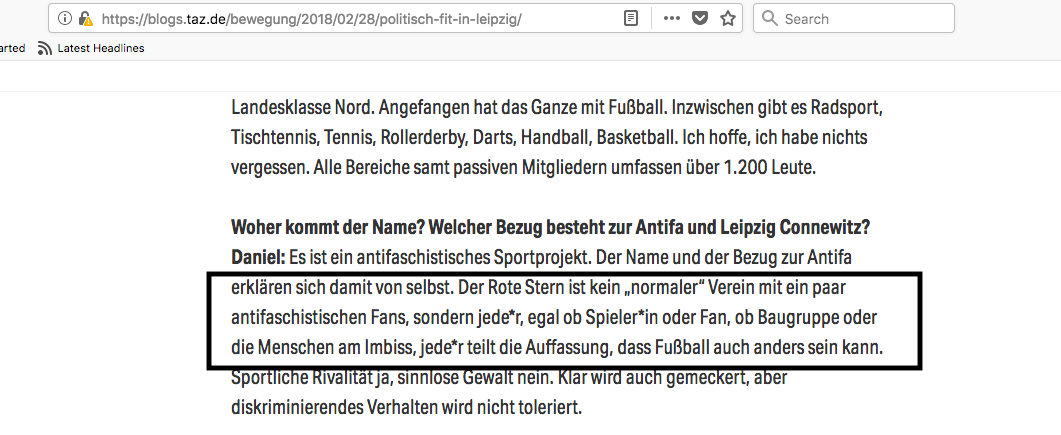 https://blogs.taz.de/bewegung/2018/02/28/politisch-fit-in-leipzig/
Search
arted
Latest Headlines
Landesklasse Nord. Angefangen hat das Ganze mit Fußball. Inzwischen gibt es Radsport,
Tischtennis, Tennis, Rollerderby, Darts, Handball, Basketball. Ich hoffe, ich habe nichts
vergessen. Alle Bereiche samt passiven Mitgliedern umfassen über 1.200 Leute.
Woher kommt der Name? Welcher Bezug besteht zur Antifa und Leipzig Connewitz?
Daniel: Es ist ein antifaschistisches Sportprojekt. Der Name und der Bezug zur Antifa
erklären sich damit von selbst. Der Rote Stern ist kein „normaler“ Verein mit ein paar
antifaschistischen Fans, sondern jede*r, egal ob Spieler*in oder Fan, ob Baugruppe oder
die Menschen am Imbiss, jede*r teilt die Auffassung, dass Fußball auch anders sein kann.
Sportliche Rivalität ja, sinnlose Gewalt nein. Klar wird auch gemeckert, aber
diskriminierendes Verhalten wird nicht toleriert.